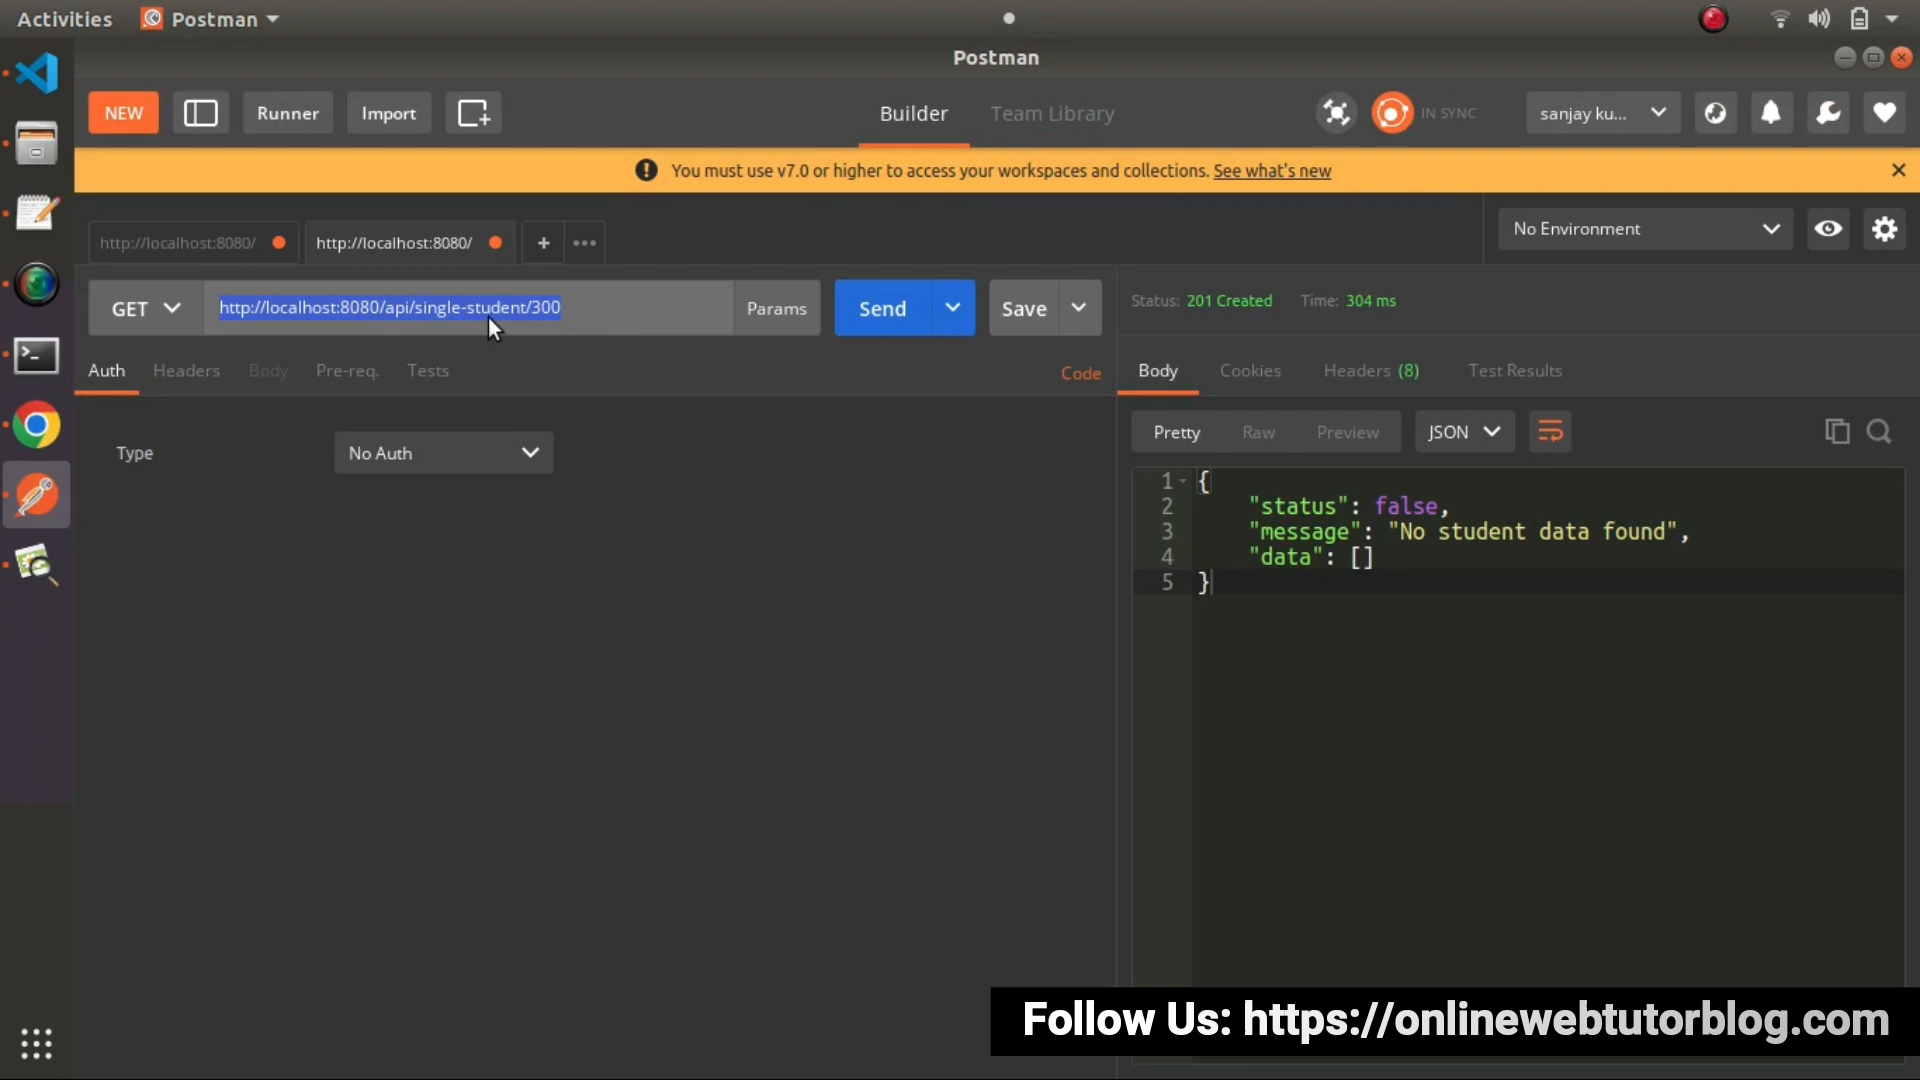 Activities
Postman
Postman
NEW
Runner
Import
Builder
Team Library
IN SYNC
sanjay ku...
You must use v7.0 or higher to access your workspaces and collections. See what's new
http://localhost:8080/
http://localhost:8080/
+
No Environment
GET
http://localhost:8080/api/single-student/300
Params
Send
Save
Status: 201 Created
Time: 304 ms
Auth
Headers
Body
Pre-req.
Tests
Code
Body
Cookies
Headers (8)
Test Results
Type
No Auth
Pretty
Raw
Preview
JSON
1 {
2 "status": false,
3 "message": "No student data found",
4 "data": []
5 }
Follow Us: https://onlinewebtutorblog.com